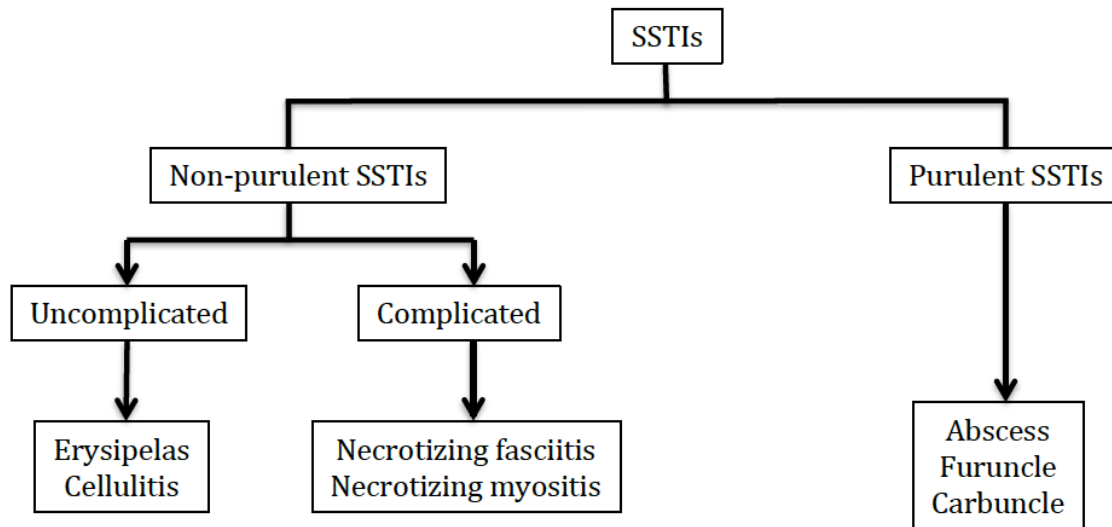 SSTIs
Non-purulent SSTIs
Purulent SSTIs
Uncomplicated
Complicated
Erysipelas
Cellulitis
Necrotizing fasciitis
Necrotizing myositis
Abscess
Furuncle
Carbuncle